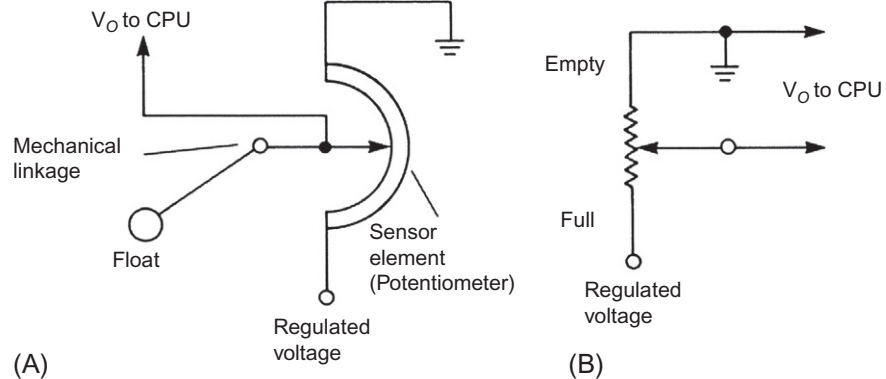 V_O to CPU
Mechanical
linkage
Float
Sensor
element
(Potentiometer)
Regulated
voltage
(A)
Empty
V_O to CPU
Full
Regulated
voltage
(B)